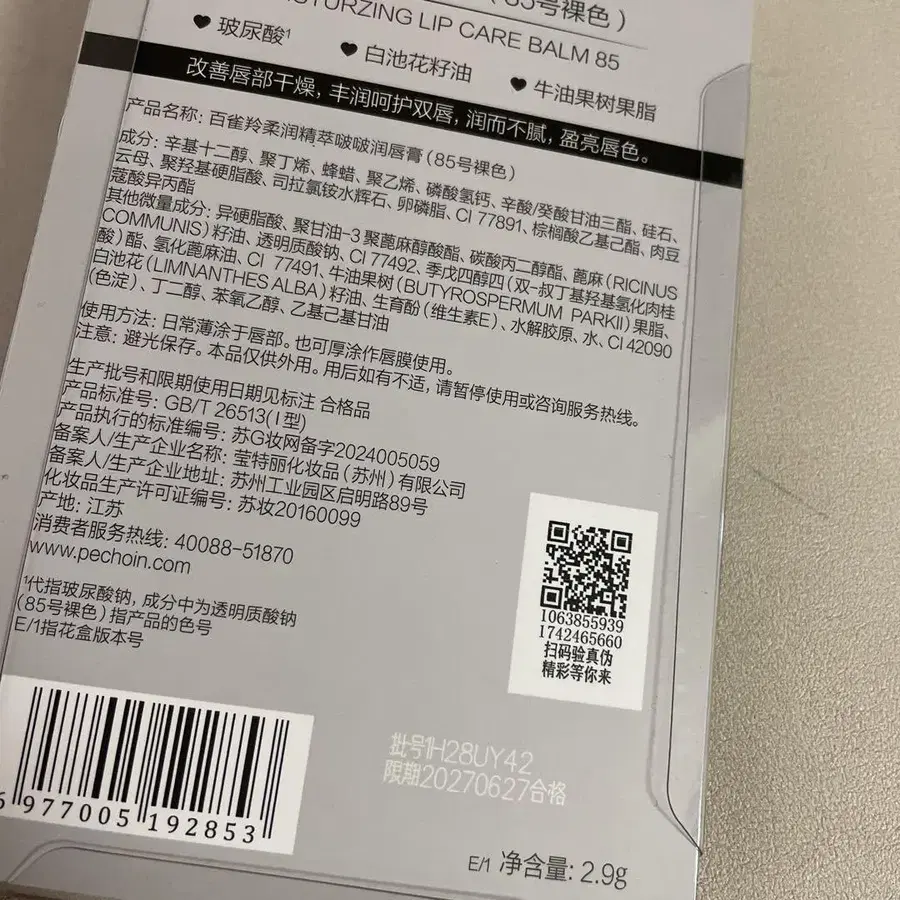 (85号裸色)
STURZING LIP CARE BALM 85
玻尿酸¹
白池花籽油
牛油果树果脂
改善唇部干燥，丰润呵护双唇，润而不腻，盈亮唇色。
产品名称: 百雀羚柔润精萃啵啵润唇膏(85号裸色)
成分: 辛基十二醇、聚丁烯、蜂蜡、聚乙烯、磷酸氢钙、辛酸/癸酸甘油三酯、硅石、
云母、聚羟基硬脂酸、司拉氯铵水辉石、卵磷脂、CI 77891、棕榈酸乙基己酯、肉豆
蔻酸异丙酯
其他微量成分: 异硬脂酸、聚甘油-3 聚蓖麻醇酸酯、碳酸丙二醇酯、蓖麻(RICINUS
COMMUNIS)籽油、透明质酸钠、CI 77492、季戊四醇四(双-叔丁基羟基氢化肉桂
酸)酯、氢化蓖麻油、CI 77491、牛油果树(BUTYROSPERMUM PARKII)果脂、
白池花(LIMNANTHES ALBA)籽油、生育酚(维生素E)、水解胶原、水、CI 42090
(色淀)、丁二醇、苯氧乙醇、乙基己基甘油
使用方法: 日常薄涂于唇部。也可厚涂作唇膜使用。
注意: 避光保存。本品仅供外用。用后如有不适，请暂停使用或咨询服务热线。
生产批号和限期使用日期见标注 合格品
产品标准号: GB/T 26513(I型)
产品执行的标准编号: 苏G妆网备字2024005059
备案人/生产企业名称: 莹特丽化妆品(苏州)有限公司
备案人/生产企业地址: 苏州工业园区启明路89号
化妆品生产许可证编号: 苏妆20160099
产地: 江苏
消费者服务热线: 40088-51870
www.pechoin.com
¹代指玻尿酸钠, 成分中为透明质酸钠
(85号裸色)指产品的色号
E/1指花盒版本号
1063855939
1742465660
扫码验真伪
精彩等你来
批号1H28UY42
限期20270627合格
6 977005 192853
E/1 净含量: 2.9g